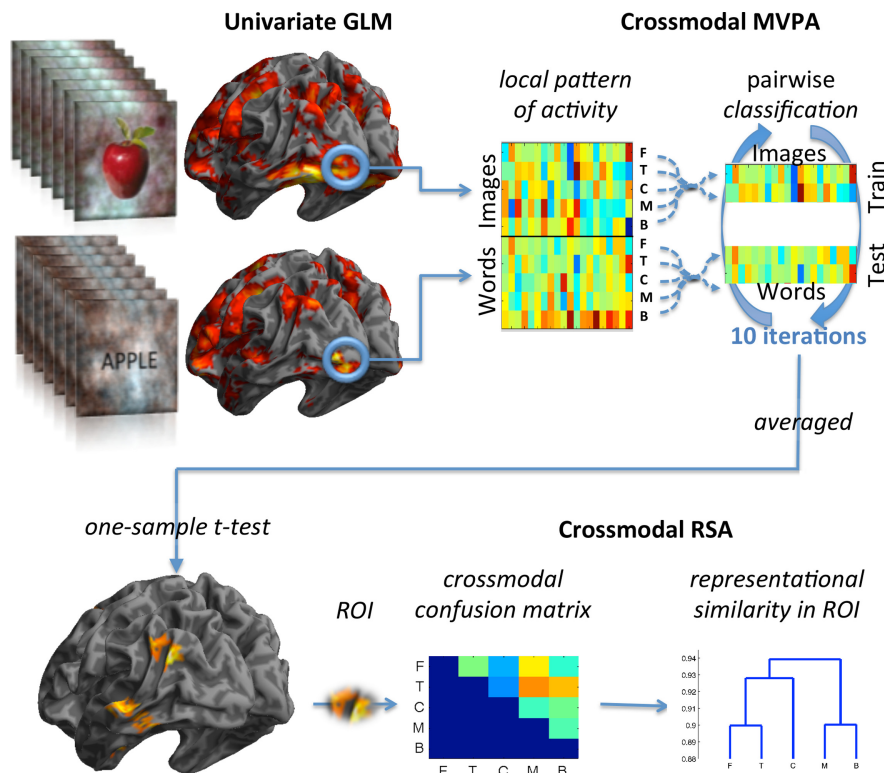 Univariate GLM
Crossmodal MVPA
local pattern
of activity
pairwise
classification
Images
F
T
C
M
B
Images
Train
Words
F
T
C
M
B
Test
Words
APPLE
10 iterations
averaged
one-sample t-test
Crossmodal RSA
ROI
crossmodal
confusion matrix
representational
similarity in ROI
F
T
C
M
B
F T C M B
0.94
0.93
0.92
0.91
0.9
0.89
0.88
F T C M B